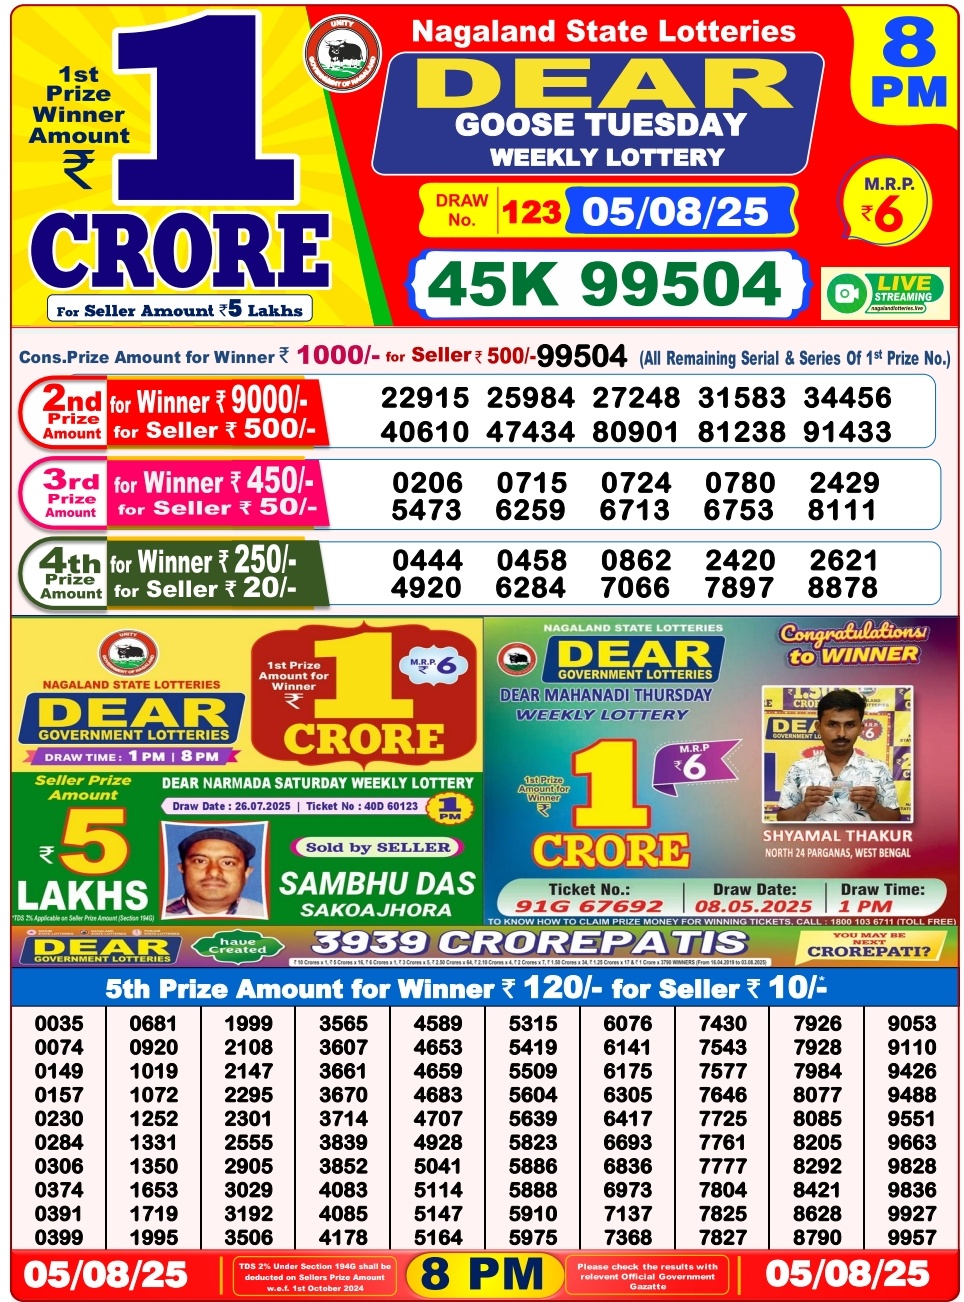 1st
Prize
Winner
Amount
₹
1
CRORE
For Seller Amount ₹5 Lakhs
UNITY
GOVERNMENT OF NAGALAND
Nagaland State Lotteries
DEAR
GOOSE TUESDAY
WEEKLY LOTTERY
8
PM
DRAW
No.
123
05/08/25
M.R.P.
₹6
45K 99504
LIVE
STREAMING
nagalandlotteries.live
Cons.Prize Amount for Winner ₹ 1000/- for Seller ₹ 500/- 99504 (All Remaining Serial & Series Of 1st Prize No.)
2nd
Prize
Amount
for Winner ₹ 9000/-
for Seller ₹ 500/-
22915 25984 27248 31583 34456
40610 47434 80901 81238 91433
3rd
Prize
Amount
for Winner ₹ 450/-
for Seller ₹ 50/-
0206 0715 0724 0780 2429
5473 6259 6713 6753 8111
4th
Prize
Amount
for Winner ₹ 250/-
for Seller ₹ 20/-
0444 0458 0862 2420 2621
4920 6284 7066 7897 8878
NAGALAND STATE LOTTERIES
DEAR
GOVERNMENT LOTTERIES
DRAW TIME : 1 PM | 8 PM
1st Prize
Amount for
Winner
₹
1
CRORE
M.R.P.
₹6
Seller Prize
Amount
₹5
LAKHS
*TDS 2% Applicable on Seller Prize Amount (Section 194G)
DEAR NARMADA SATURDAY WEEKLY LOTTERY
Draw Date : 26.07.2025 | Ticket No : 40D 60123
1
PM
Sold by SELLER
SAMBHU DAS
SAKOAJHORA
NAGALAND STATE LOTTERIES
DEAR
GOVERNMENT LOTTERIES
DEAR MAHANADI THURSDAY
WEEKLY LOTTERY
1st Prize
Amount for
Winner
₹
1
CRORE
M.R.P
₹6
Congratulations
to WINNER
SHYAMAL THAKUR
NORTH 24 PARGANAS, WEST BENGAL
Ticket No.: Draw Date: Draw Time:
91G 67692 08.05.2025 1 PM
TO KNOW HOW TO CLAIM PRIZE MONEY FOR WINNING TICKETS, CALL : 1800 103 6711 (TOLL FREE)
DEAR
GOVERNMENT LOTTERIES
have
created
3939 CROREPATIS
YOU MAY BE
NEXT
CROREPATI?
5th Prize Amount for Winner ₹ 120/- for Seller ₹ 10/-*
0035 0681 1999 3565 4589 5315 6076 7430 7926 9053
0074 0920 2108 3607 4653 5419 6141 7543 7928 9110
0149 1019 2147 3661 4659 5509 6175 7577 7984 9426
0157 1072 2295 3670 4683 5604 6305 7646 8077 9488
0230 1252 2301 3714 4707 5639 6417 7725 8085 9551
0284 1331 2555 3839 4928 5823 6693 7761 8205 9663
0306 1350 2905 3852 5041 5886 6836 7777 8292 9828
0374 1653 3029 4083 5114 5888 6973 7804 8421 9836
0391 1719 3192 4085 5147 5910 7137 7825 8628 9927
0399 1995 3506 4178 5164 5975 7368 7827 8790 9957
05/08/25
TDS 2% Under Section 194G shall be
deducted on Sellers Prize Amount
w.e.f. 1st October 2024
8 PM
Please check the results with
relevent Official Government
Gazatte
05/08/25